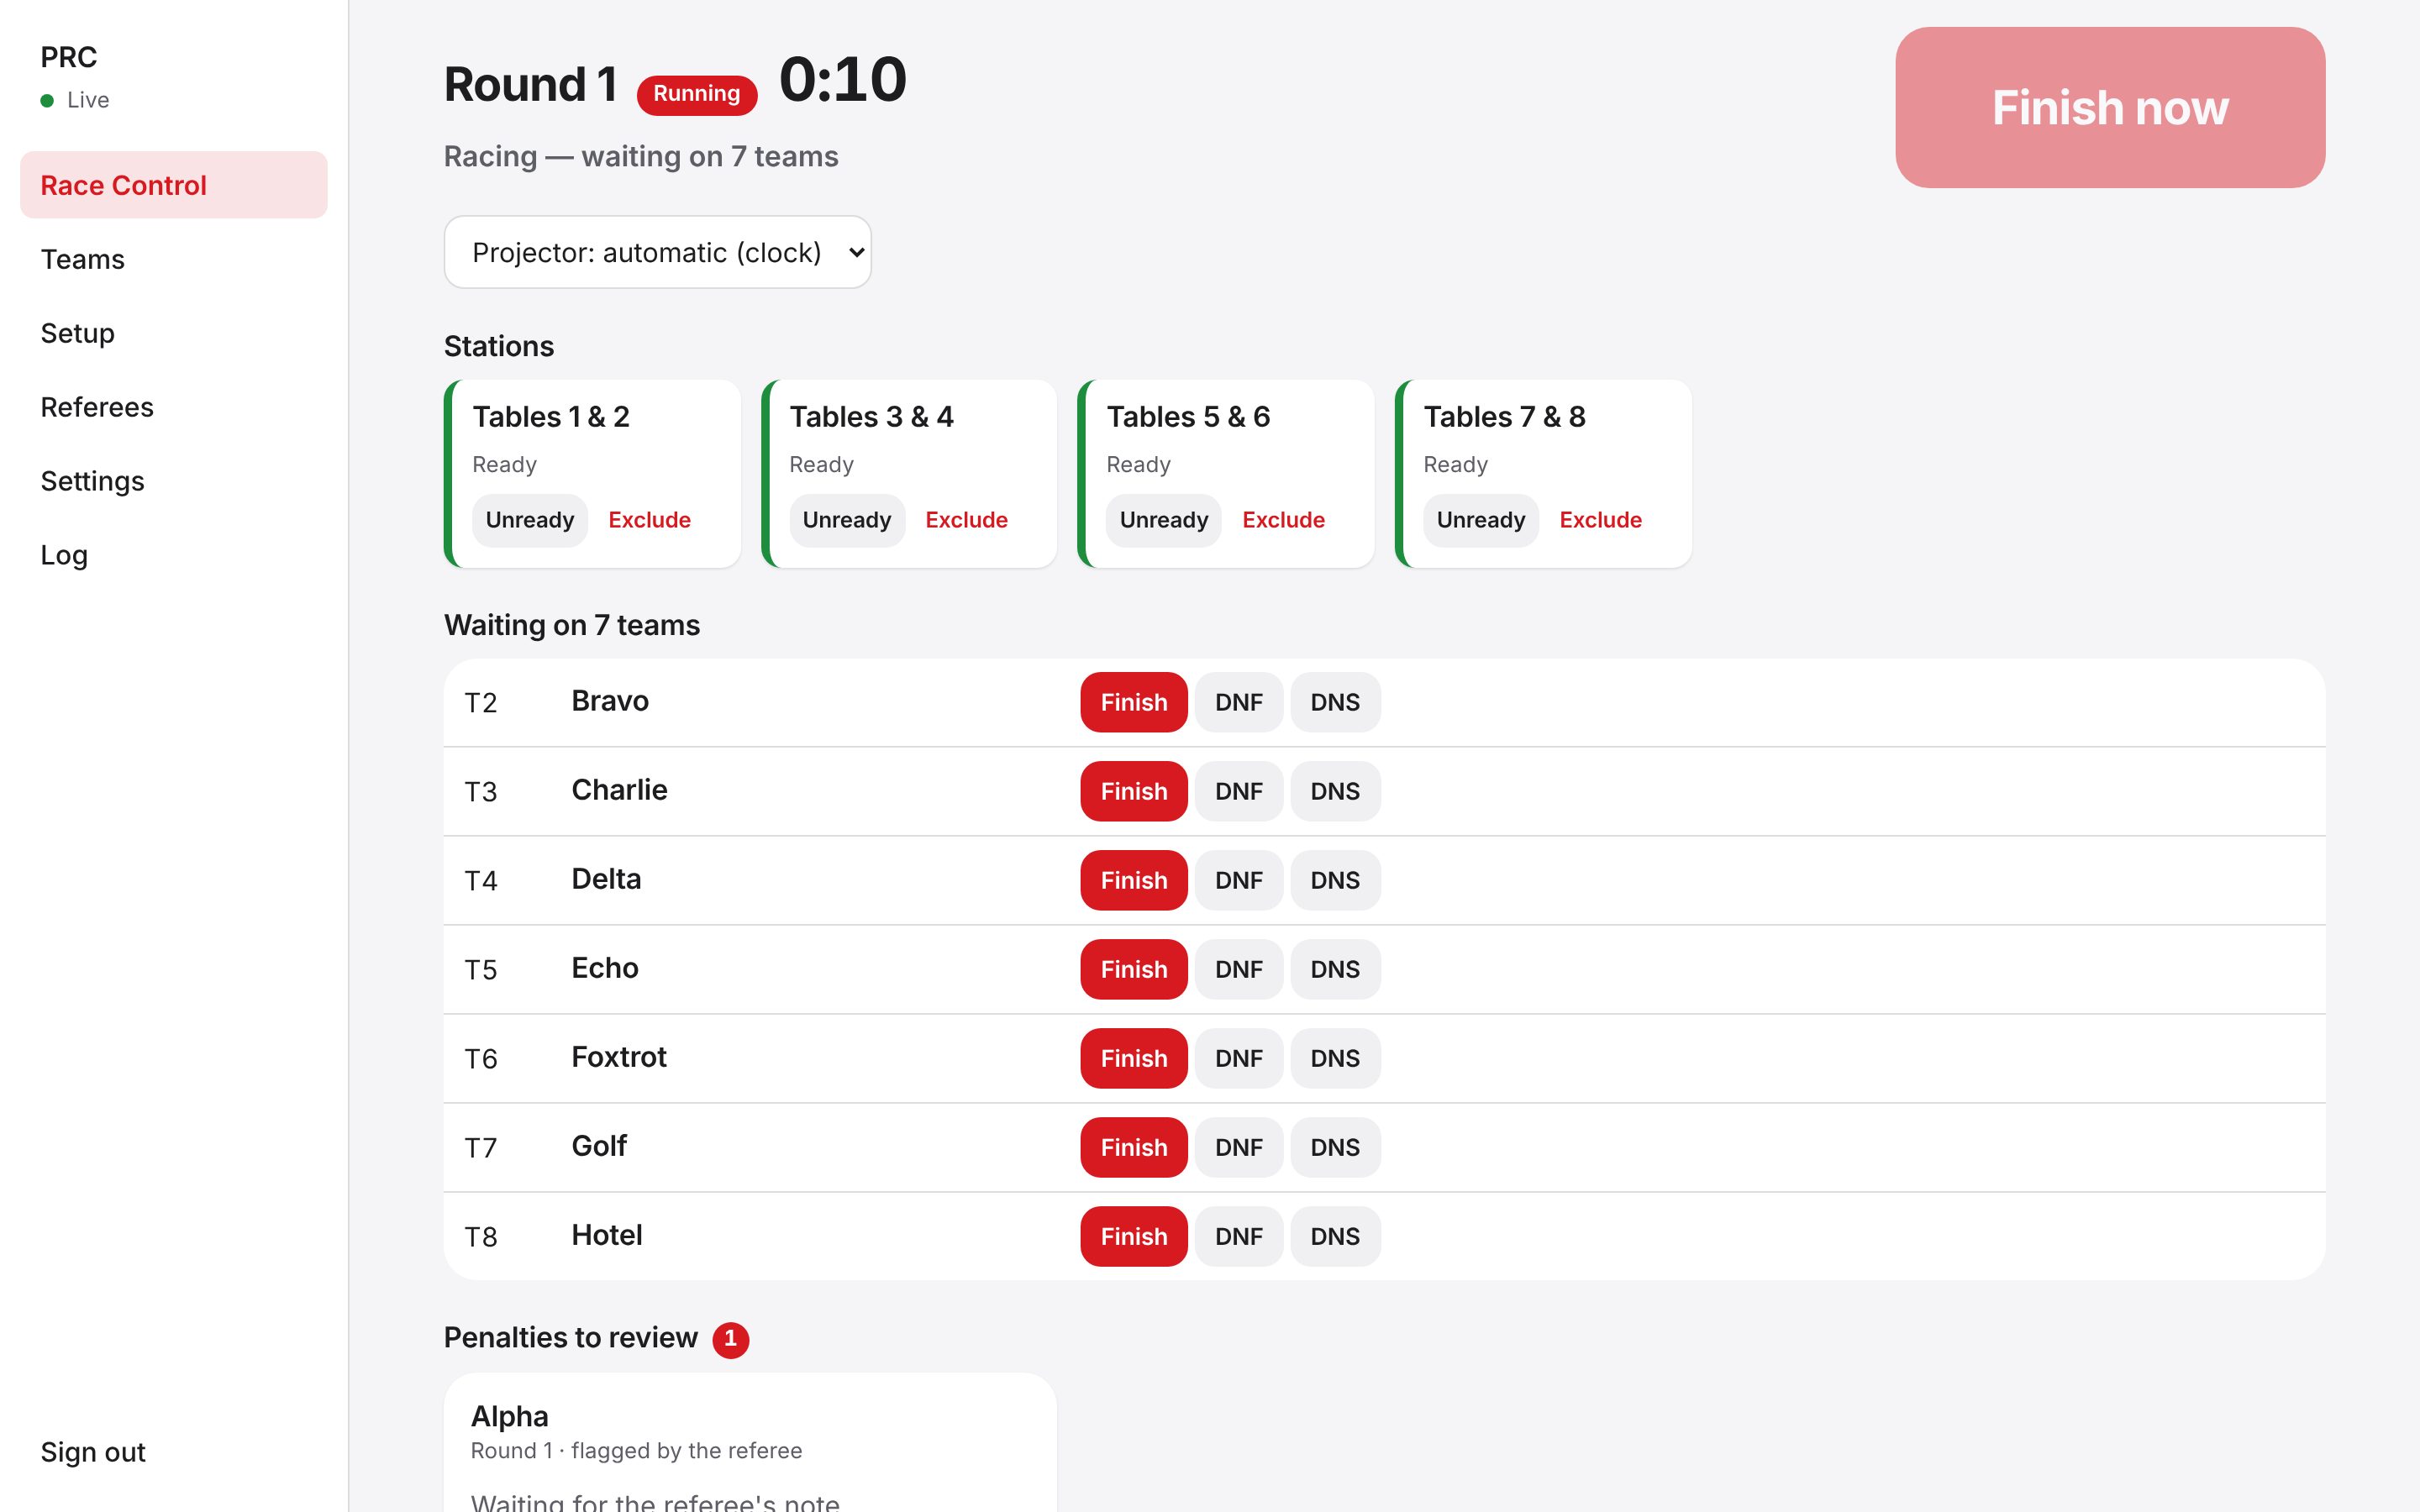 PRC
Live
Race Control
Teams
Setup
Referees
Settings
Log
Sign out
Round 1 Running 0:10
Racing — waiting on 7 teams
Finish now
Projector: automatic (clock)
Stations
Tables 1 & 2
Ready
Unready Exclude
Tables 3 & 4
Ready
Unready Exclude
Tables 5 & 6
Ready
Unready Exclude
Tables 7 & 8
Ready
Unready Exclude
Waiting on 7 teams
T2 Bravo Finish DNF DNS
T3 Charlie Finish DNF DNS
T4 Delta Finish DNF DNS
T5 Echo Finish DNF DNS
T6 Foxtrot Finish DNF DNS
T7 Golf Finish DNF DNS
T8 Hotel Finish DNF DNS
Penalties to review 1
Alpha
Round 1 · flagged by the referee
Waiting for the referee's note